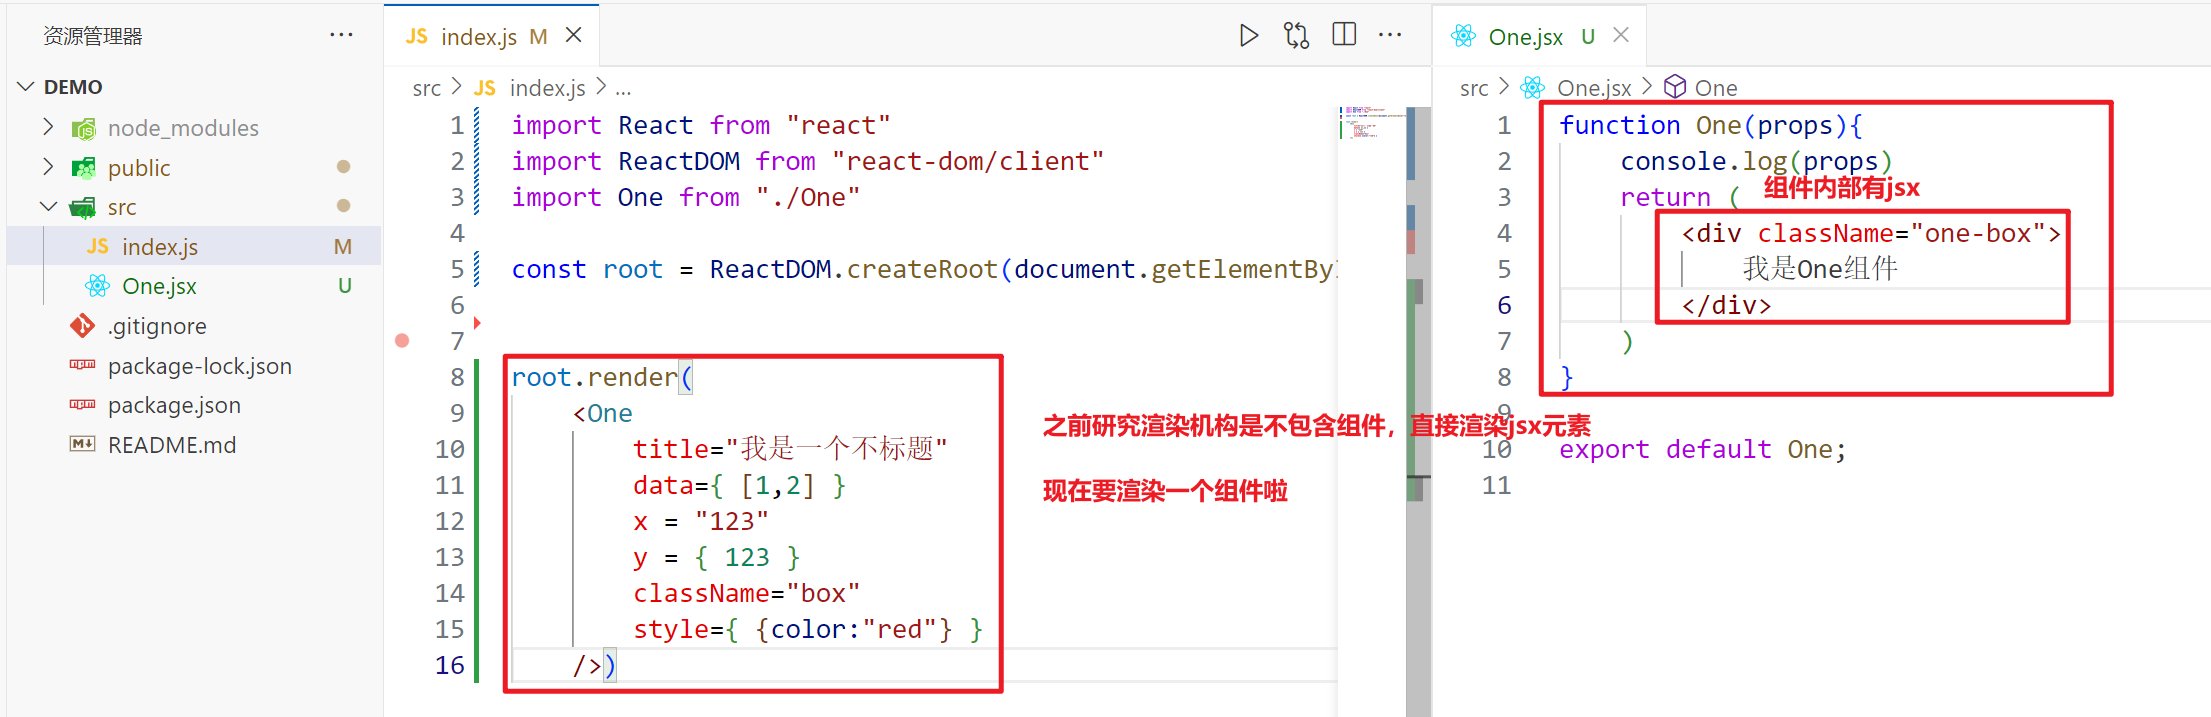 资源管理器 ···
DEMO
node_modules
public
src
JS index.js M
One.jsx U
.gitignore
package-lock.json
package.json
README.md
JS index.js M
src > JS index.js > ...
1 import React from "react"
2 import ReactDOM from "react-dom/client"
3 import One from "./One"
4
5 const root = ReactDOM.createRoot(document.getElementBy
6
7
8 root.render(
9 <One
10 title="我是一个不标题"
11 data={ [1,2] }
12 x = "123"
13 y = { 123 }
14 className="box"
15 style={ {color:"red"} }
16 />)
之前研究渲染机构是不包含组件，直接渲染jsx元素
现在要渲染一个组件啦
One.jsx U
src > One.jsx > One
1 function One(props){
2 console.log(props)
组件内部有jsx
3 return (
4 <div className="one-box">
5 我是One组件
6 </div>
7 )
8 }
9
10 export default One;
11